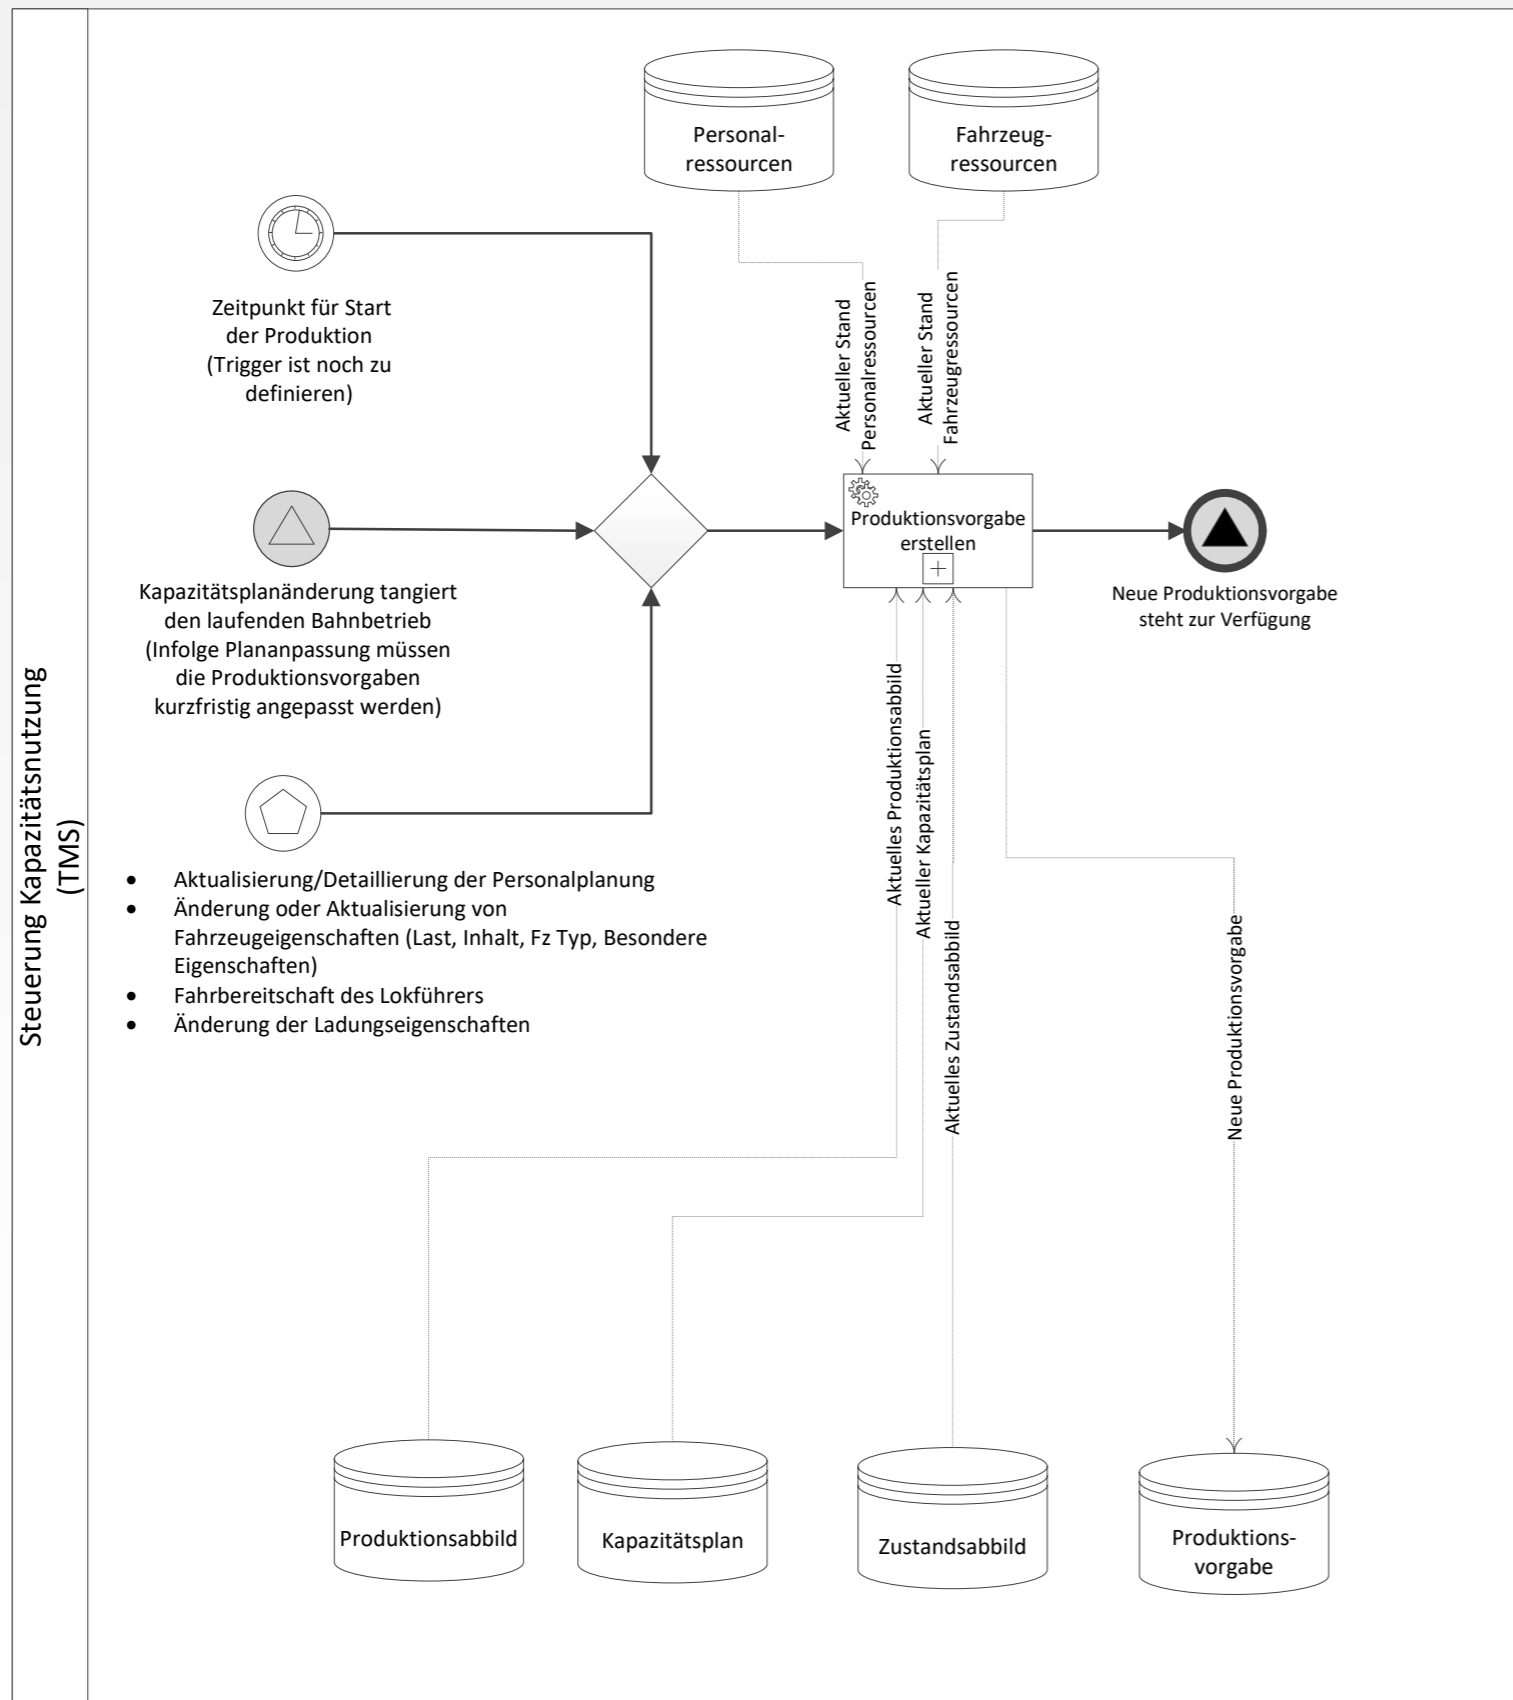 Steuerung Kapazitätsnutzung
(TMS)
Personal-
ressourcen
Fahrzeug-
ressourcen
Zeitpunkt für Start
der Produktion
(Trigger ist noch zu
definieren)
Aktueller Stand
Personalressourcen
Aktueller Stand
Fahrzeugressourcen
Produktionsvorgabe
erstellen
Neue Produktionsvorgabe
steht zur Verfügung
Kapazitätsplanänderung tangiert
den laufenden Bahnbetrieb
(Infolge Plananpassung müssen
die Produktionsvorgaben
kurzfristig angepasst werden)
• Aktualisierung/Detaillierung der Personalplanung
• Änderung oder Aktualisierung von
Fahrzeugeigenschaften (Last, Inhalt, Fz Typ, Besondere
Eigenschaften)
• Fahrbereitschaft des Lokführers
• Änderung der Ladungseigenschaften
Aktuelles Produktionsabbild
Aktueller Kapazitätsplan
Aktuelles Zustandsabbild
Neue Produktionsvorgabe
Produktionsabbild
Kapazitätsplan
Zustandsabbild
Produktions-
vorgabe